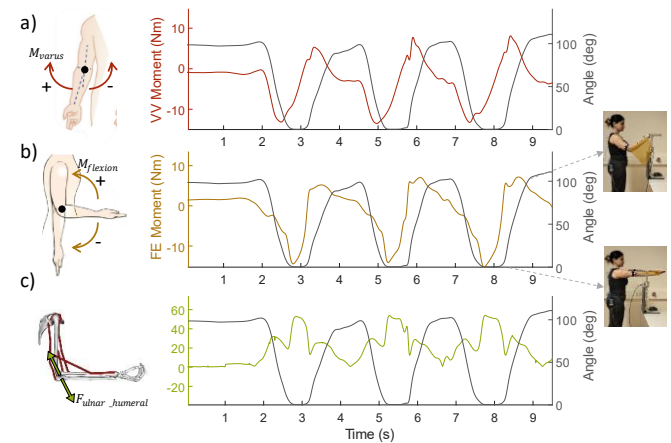 a)
M_varus
+
-
VV Moment (Nm)
10
0
-10
100
50
0
Angle (deg)
1 2 3 4 5 6 7 8 9
b)
M_flexion
+
-
FE Moment (Nm)
10
0
-10
100
50
0
Angle (deg)
1 2 3 4 5 6 7 8 9
c)
F_ulnar_humeral
60
40
20
0
-20
100
50
0
Angle (deg)
1 2 3 4 5 6 7 8 9
Time (s)